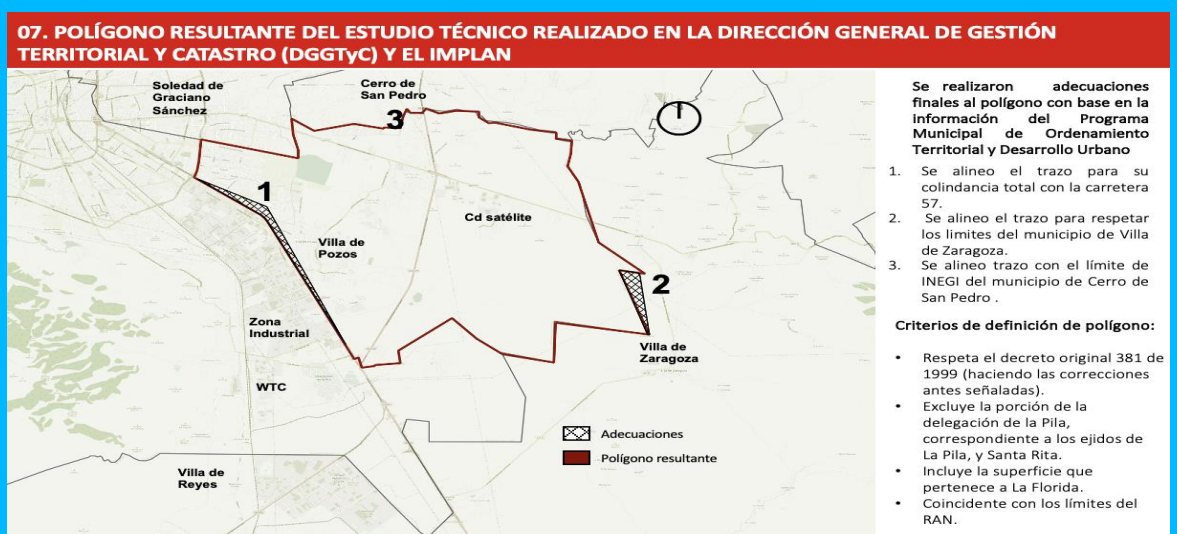 07. POLÍGONO RESULTANTE DEL ESTUDIO TÉCNICO REALIZADO EN LA DIRECCIÓN GENERAL DE GESTIÓN
TERRITORIAL Y CATASTRO (DGGTyC) Y EL IMPLAN
Soledad de
Graciano
Sánchez
Cerro de
San Pedro
3
1
Cd satélite
Villa de
Pozos
2
Zona
Industrial
Villa de
Zaragoza
WTC
Villa de
Reyes
Adecuaciones
Polígono resultante
Se realizaron adecuaciones
finales al polígono con base en la
información del Programa
Municipal de Ordenamiento
Territorial y Desarrollo Urbano
1. Se alineo el trazo para su
colindancia total con la carretera
57.
2. Se alineo el trazo para respetar
los limites del municipio de Villa
de Zaragoza.
3. Se alineo trazo con el límite de
INEGI del municipio de Cerro de
San Pedro .
Criterios de definición de polígono:
• Respeta el decreto original 381 de
1999 (haciendo las correcciones
antes señaladas).
• Excluye la porción de la
delegación de la Pila,
correspondiente a los ejidos de
La Pila, y Santa Rita.
• Incluye la superficie que
pertenece a La Florida.
• Coincidente con los límites del
RAN.